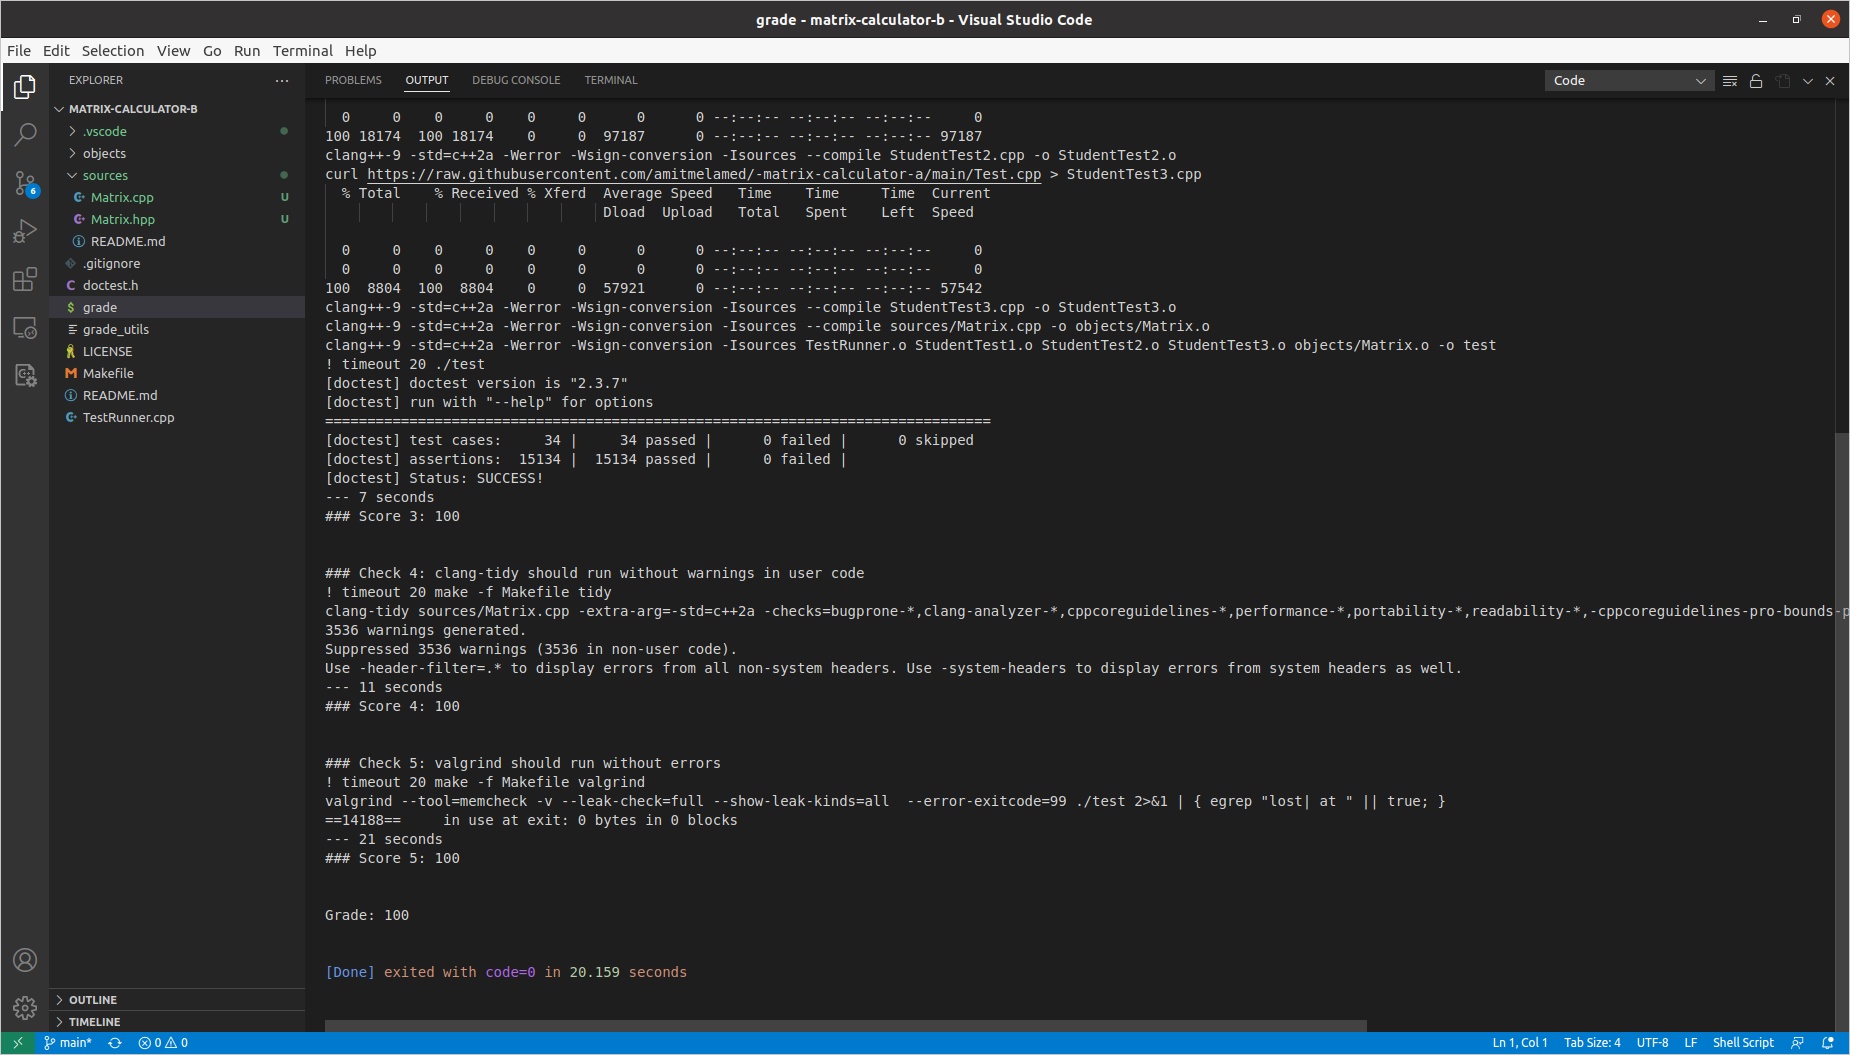 grade - matrix-calculator-b - Visual Studio Code
File Edit Selection View Go Run Terminal Help
EXPLORER
MATRIX-CALCULATOR-B
.vscode
objects
sources
Matrix.cpp U
Matrix.hpp U
README.md
.gitignore
doctest.h
grade
grade_utils
LICENSE
Makefile
README.md
TestRunner.cpp
OUTLINE
TIMELINE
6
PROBLEMS OUTPUT DEBUG CONSOLE TERMINAL
Code
0 0 0 0 0 0 0 0 --:--:-- --:--:-- --:--:-- 0
100 18174 100 18174 0 0 97187 0 --:--:-- --:--:-- --:--:-- 97187
clang++-9 -std=c++2a -Werror -Wsign-conversion -Isources --compile StudentTest2.cpp -o StudentTest2.o
curl https://raw.githubusercontent.com/amitmelamed/-matrix-calculator-a/main/Test.cpp > StudentTest3.cpp
% Total % Received % Xferd Average Speed Time Time Time Current
Dload Upload Total Spent Left Speed
0 0 0 0 0 0 0 0 --:--:-- --:--:-- --:--:-- 0
0 0 0 0 0 0 0 0 --:--:-- --:--:-- --:--:-- 0
100 8804 100 8804 0 0 57921 0 --:--:-- --:--:-- --:--:-- 57542
clang++-9 -std=c++2a -Werror -Wsign-conversion -Isources --compile StudentTest3.cpp -o StudentTest3.o
clang++-9 -std=c++2a -Werror -Wsign-conversion -Isources --compile sources/Matrix.cpp -o objects/Matrix.o
clang++-9 -std=c++2a -Werror -Wsign-conversion -Isources TestRunner.o StudentTest1.o StudentTest2.o StudentTest3.o objects/Matrix.o -o test
! timeout 20 ./test
[doctest] doctest version is "2.3.7"
[doctest] run with "--help" for options
===============================================================================
[doctest] test cases: 34 | 34 passed | 0 failed | 0 skipped
[doctest] assertions: 15134 | 15134 passed | 0 failed |
[doctest] Status: SUCCESS!
--- 7 seconds
### Score 3: 100
### Check 4: clang-tidy should run without warnings in user code
! timeout 20 make -f Makefile tidy
clang-tidy sources/Matrix.cpp -extra-arg=-std=c++2a -checks=bugprone-*,clang-analyzer-*,cppcoreguidelines-*,performance-*,portability-*,readability-*,-cppcoreguidelines-pro-bounds-p
3536 warnings generated.
Suppressed 3536 warnings (3536 in non-user code).
Use -header-filter=.* to display errors from all non-system headers. Use -system-headers to display errors from system headers as well.
--- 11 seconds
### Score 4: 100
### Check 5: valgrind should run without errors
! timeout 20 make -f Makefile valgrind
valgrind --tool=memcheck -v --leak-check=full --show-leak-kinds=all --error-exitcode=99 ./test 2>&1 | { egrep "lost| at " || true; }
==14188== in use at exit: 0 bytes in 0 blocks
--- 21 seconds
### Score 5: 100
Grade: 100
[Done] exited with code=0 in 20.159 seconds
main* 0 0 Ln 1, Col 1 Tab Size: 4 UTF-8 LF Shell Script